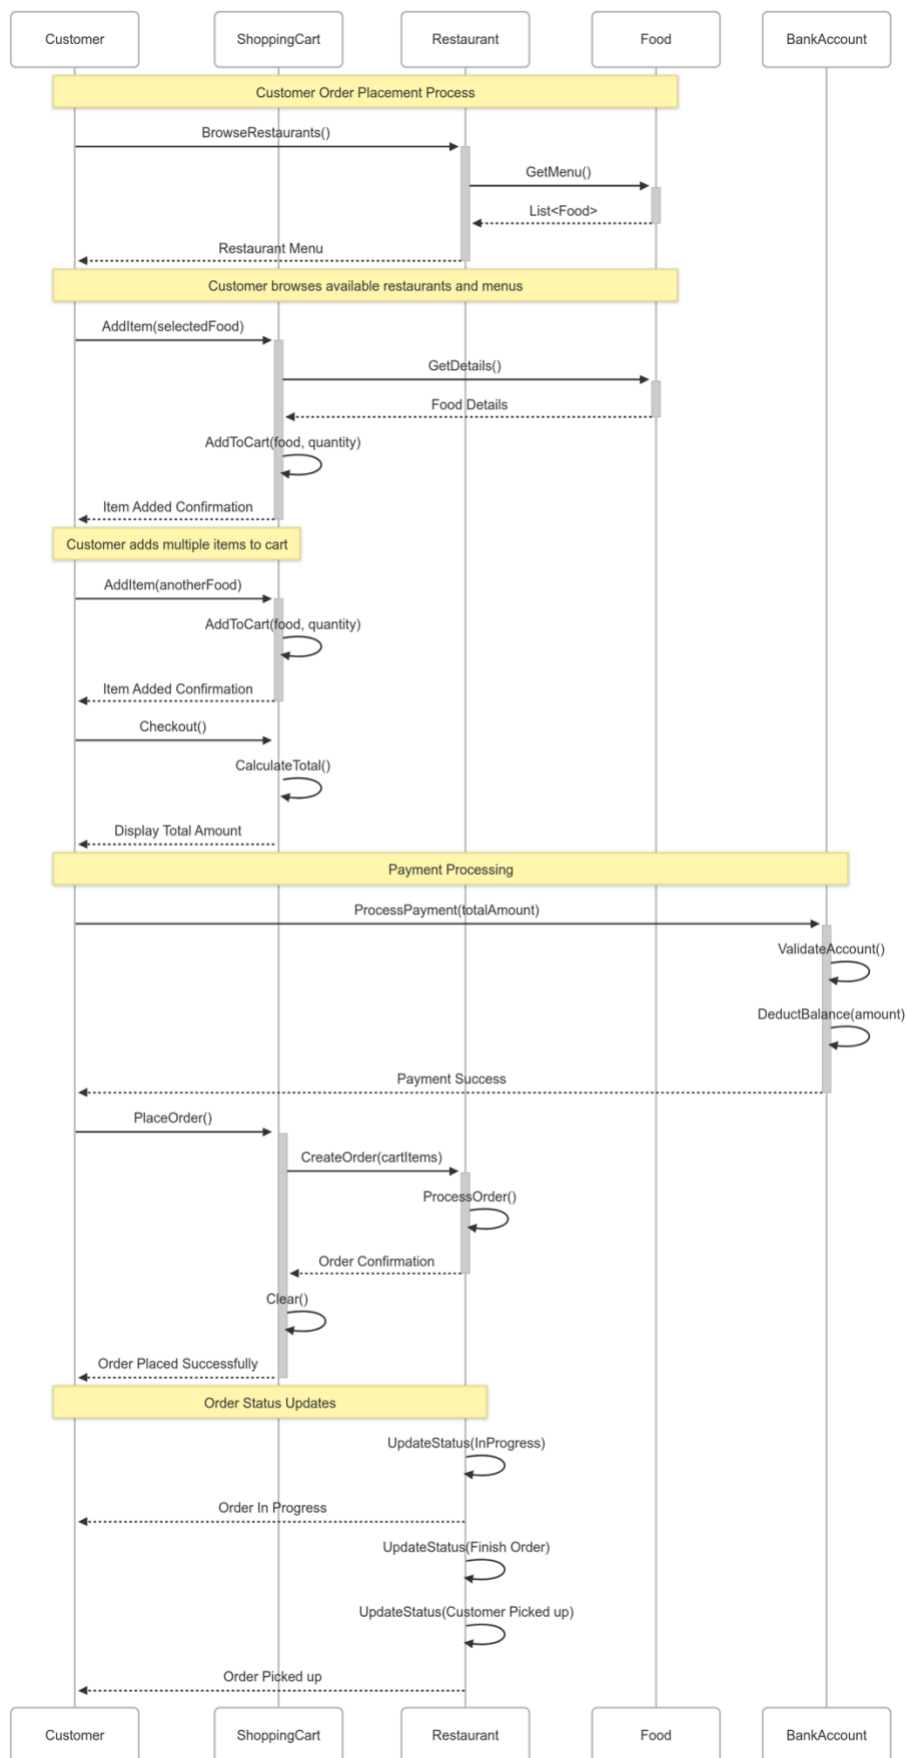 Customer
ShoppingCart
Restaurant
Food
BankAccount
Customer Order Placement Process
BrowseRestaurants()
GetMenu()
List<Food>
Restaurant Menu
Customer browses available restaurants and menus
AddItem(selectedFood)
GetDetails()
Food Details
AddToCart(food, quantity)
Item Added Confirmation
Customer adds multiple items to cart
AddItem(anotherFood)
AddToCart(food, quantity)
Item Added Confirmation
Checkout()
CalculateTotal()
Display Total Amount
Payment Processing
ProcessPayment(totalAmount)
ValidateAccount()
DeductBalance(amount)
Payment Success
PlaceOrder()
CreateOrder(cartItems)
ProcessOrder()
Order Confirmation
Clear()
Order Placed Successfully
Order Status Updates
UpdateStatus(InProgress)
Order In Progress
UpdateStatus(Finish Order)
UpdateStatus(Customer Picked up)
Order Picked up
Customer
ShoppingCart
Restaurant
Food
BankAccount